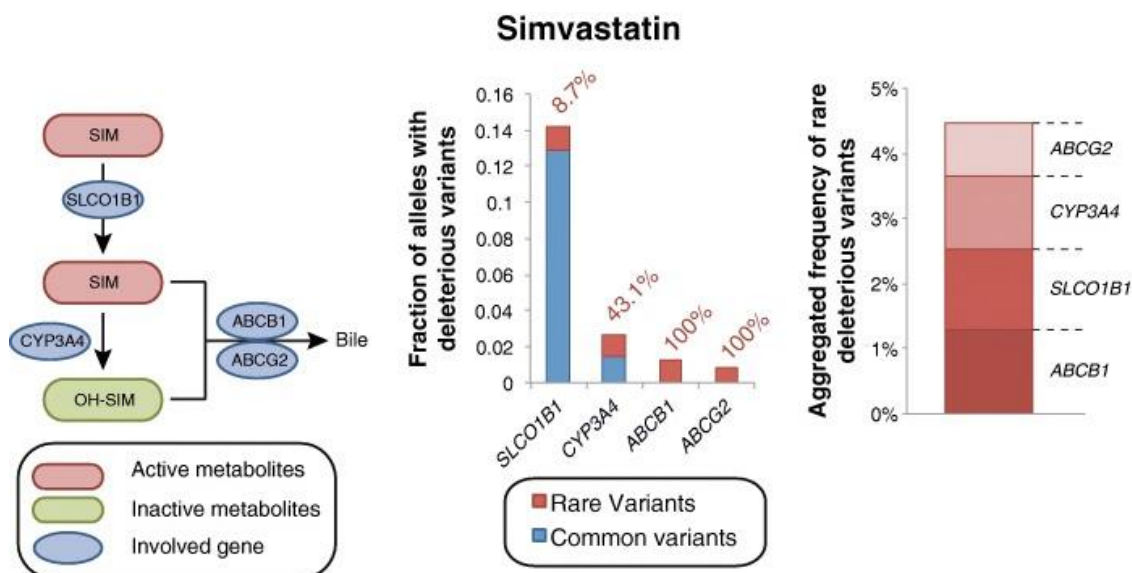 Simvastatin
SIM
SLCO1B1
SIM
CYP3A4
ABCB1
ABCG2
Bile
OH-SIM
Active metabolites
Inactive metabolites
Involved gene
Fraction of alleles with
deleterious variants
0.16
0.14
0.12
0.1
0.08
0.06
0.04
0.02
0
8.7%
43.1%
100%
100%
SLCO1B1
CYP3A4
ABCB1
ABCG2
Rare Variants
Common variants
Aggregated frequency of rare
deleterious variants
5%
4%
3%
2%
1%
0%
ABCG2
CYP3A4
SLCO1B1
ABCB1